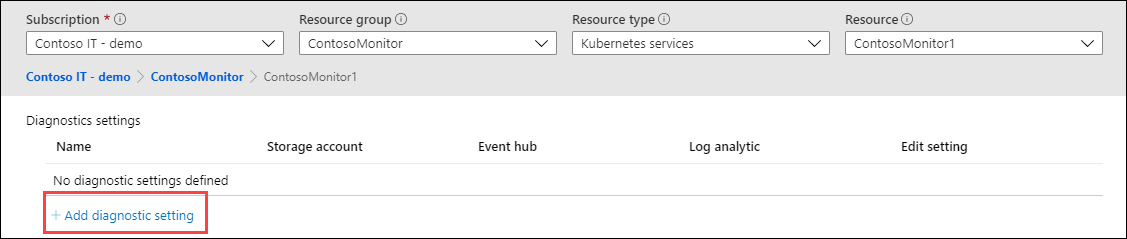 Subscription * Resource group Resource type Resource
Contoso IT - demo ContosoMonitor Kubernetes services ContosoMonitor1
Contoso IT - demo > ContosoMonitor > ContosoMonitor1
Diagnostics settings
Name Storage account Event hub Log analytic Edit setting
No diagnostic settings defined
+ Add diagnostic setting